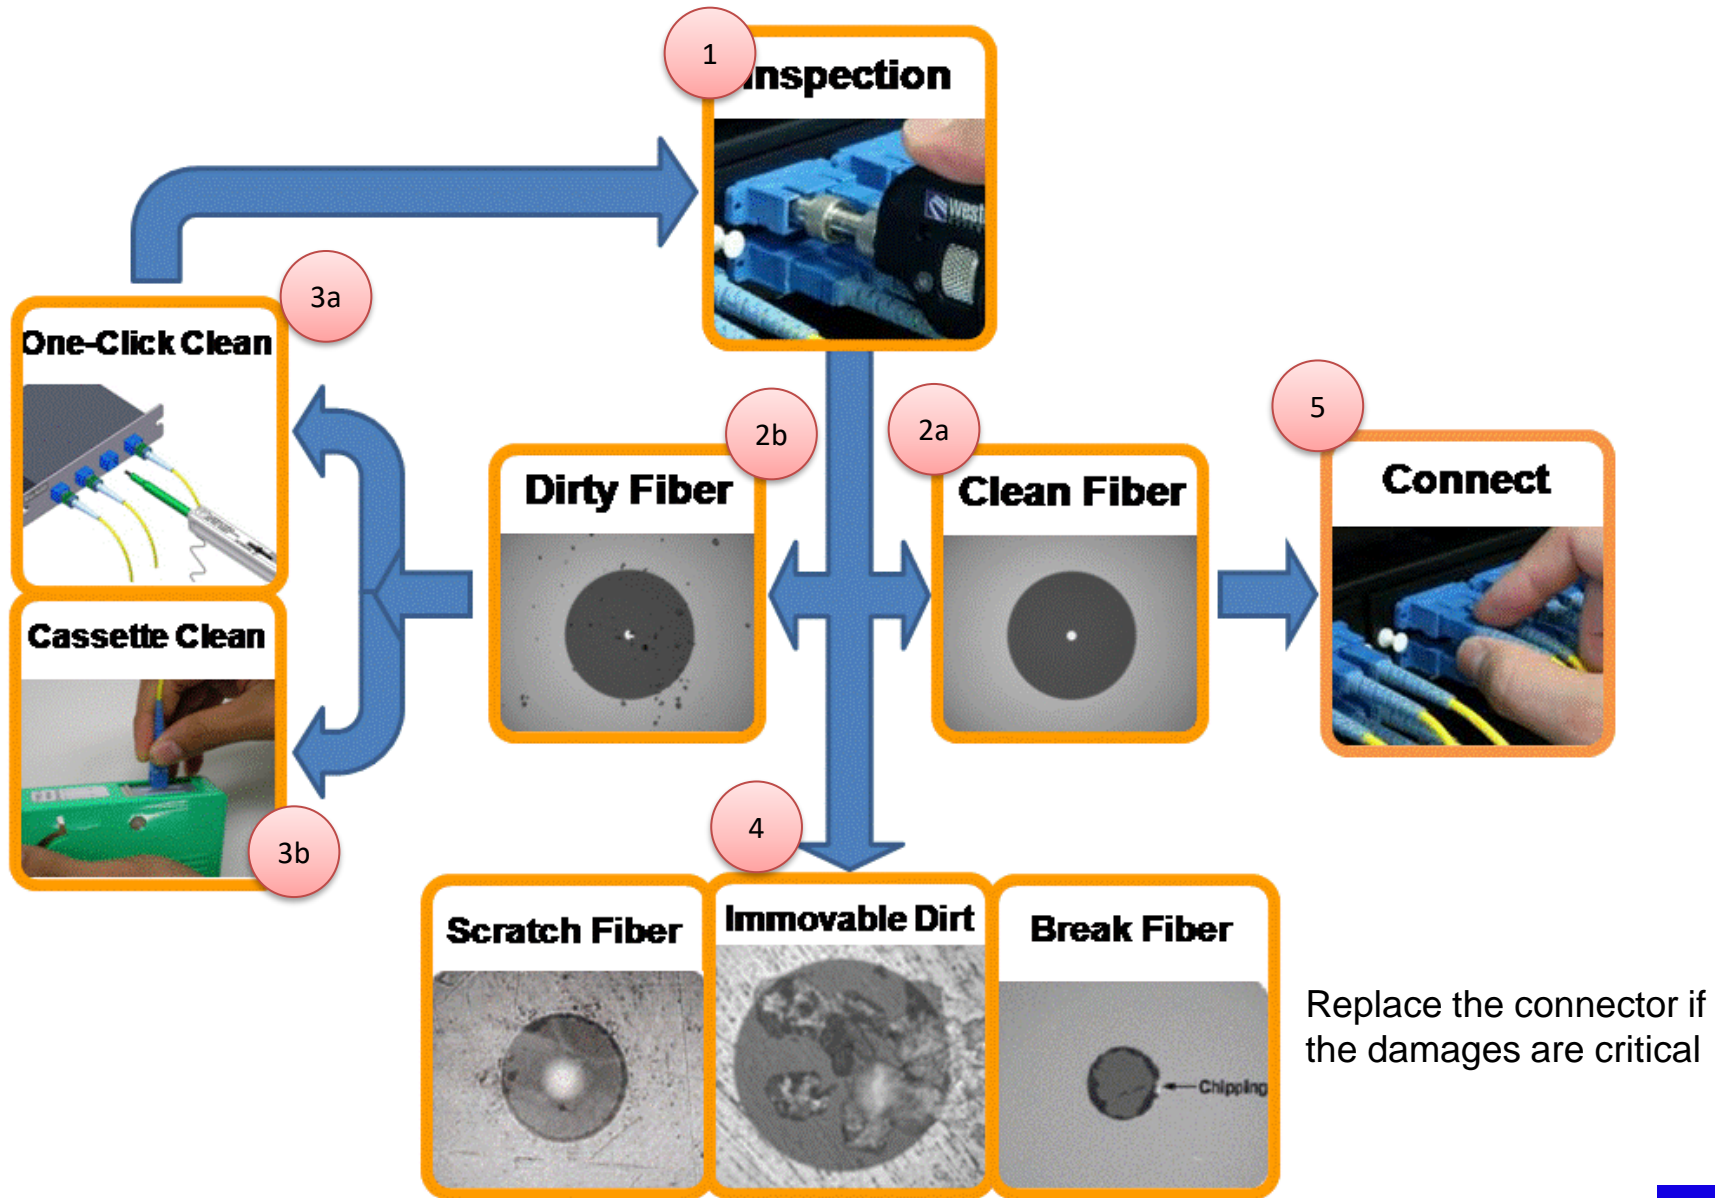 1
Inspection
3a
One-Click Clean
2b
2a
5
Dirty Fiber
Clean Fiber
Connect
Cassette Clean
3b
4
Scratch Fiber
Immovable Dirt
Break Fiber
Chipping
Replace the connector if
the damages are critical